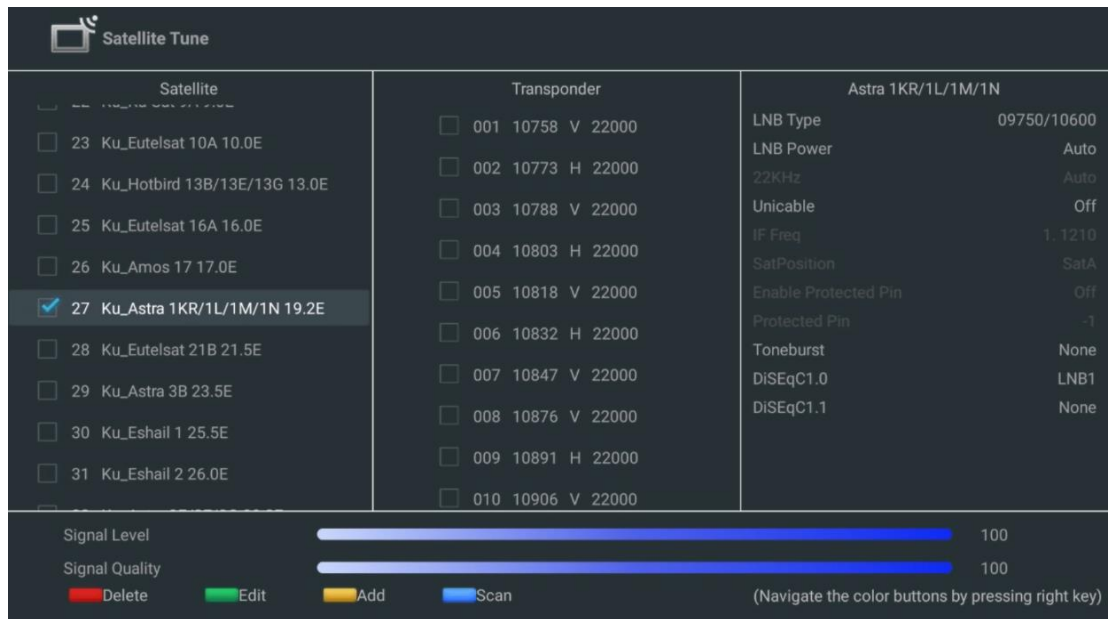 Satellite Tune
Satellite
23 Ku_Eutelsat 10A 10.0E
24 Ku_Hotbird 13B/13E/13G 13.0E
25 Ku_Eutelsat 16A 16.0E
26 Ku_Amos 17 17.0E
27 Ku_Astra 1KR/1L/1M/1N 19.2E
28 Ku_Eutelsat 21B 21.5E
29 Ku_Astra 3B 23.5E
30 Ku_Eshail 1 25.5E
31 Ku_Eshail 2 26.0E
Transponder
001 10758 V 22000
002 10773 H 22000
003 10788 V 22000
004 10803 H 22000
005 10818 V 22000
006 10832 H 22000
007 10847 V 22000
008 10876 V 22000
009 10891 H 22000
010 10906 V 22000
Astra 1KR/1L/1M/1N
LNB Type 09750/10600
LNB Power Auto
22KHz Auto
Unicable Off
IF Freq 1. 1210
SatPosition SatA
Enable Protected Pin Off
Protected Pin -1
Toneburst None
DiSEqC1.0 LNB1
DiSEqC1.1 None
Signal Level 100
Signal Quality 100
Delete Edit Add Scan (Navigate the color buttons by pressing right key)